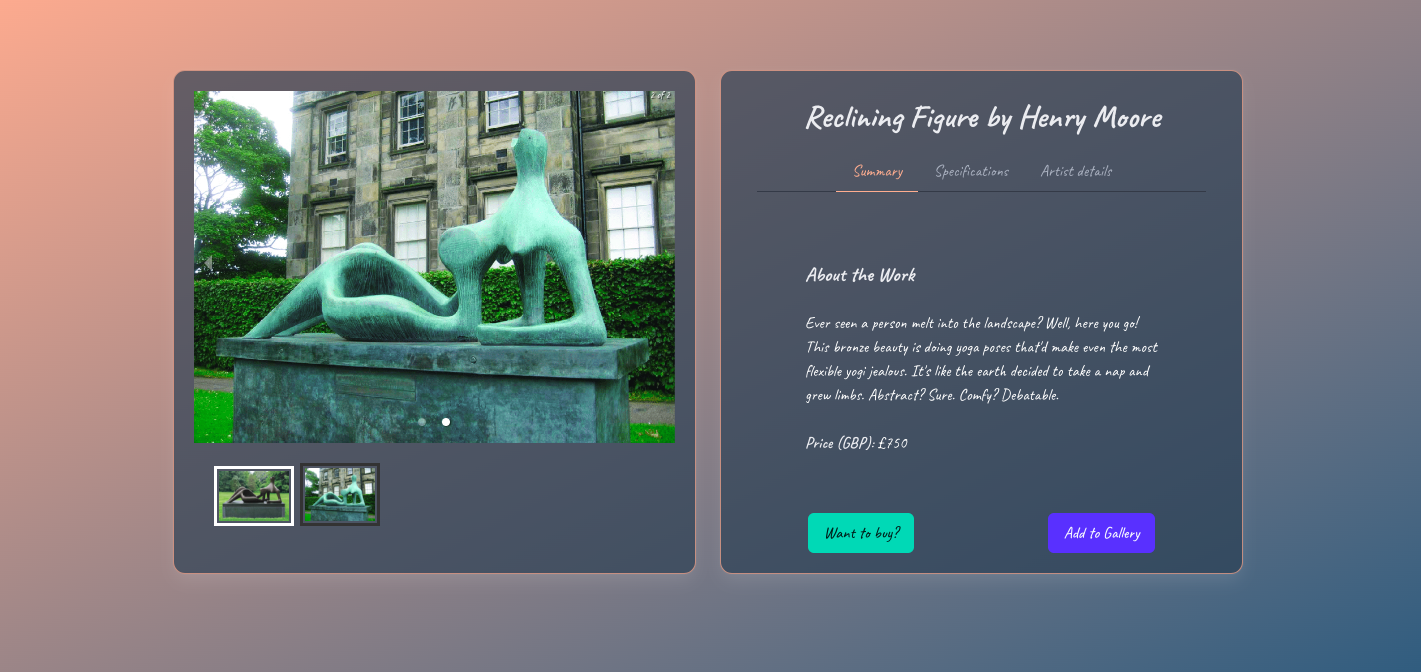 2 of 2
Reclining Figure by Henry Moore
Summary
Specifications
Artist details
About the Work
Ever seen a person melt into the landscape? Well, here you go!
This bronze beauty is doing yoga poses that'd make even the most
flexible yogi jealous. It's like the earth decided to take a nap and
grew limbs. Abstract? Sure. Comfy? Debatable.
Price (GBP): £750
Want to buy?
Add to Gallery